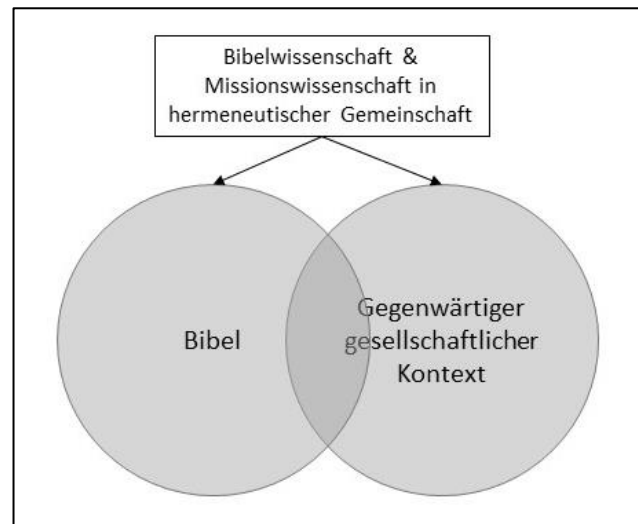 Bibelwissenschaft &
Missionswissenschaft in
hermeneutischer Gemeinschaft
Bibel
Gegenwärtiger
gesellschaftlicher
Kontext